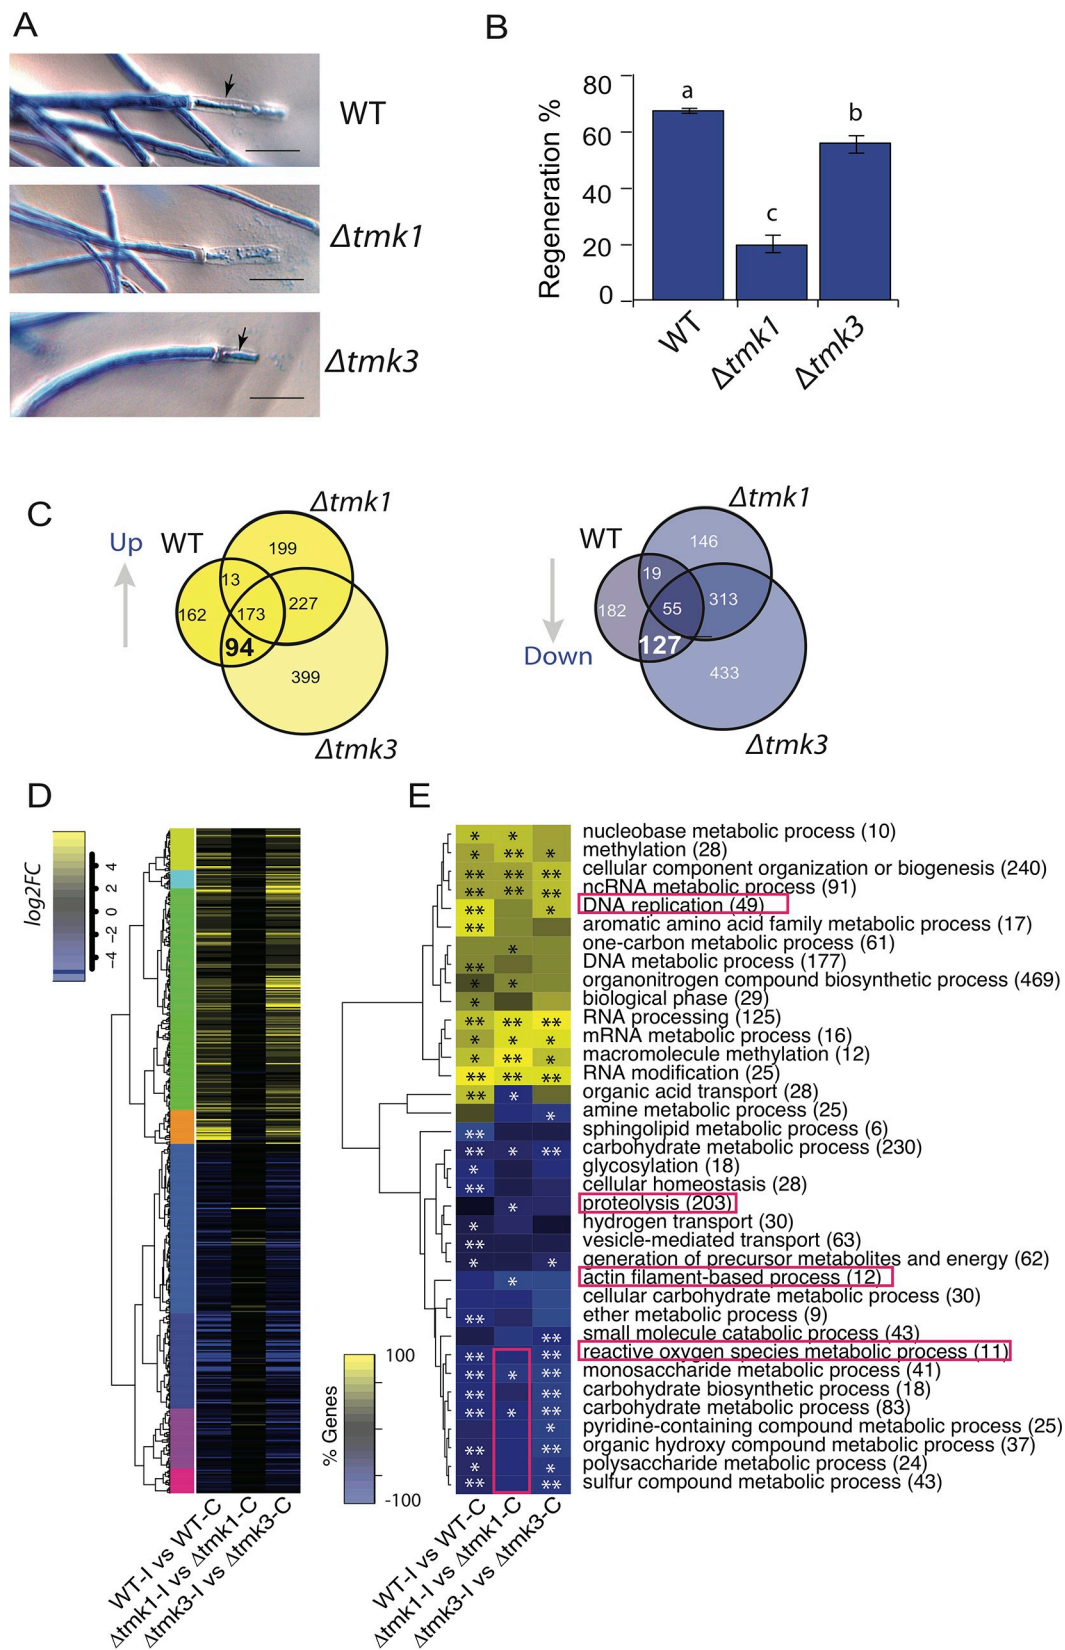 A
WT
Δtmk1
Δtmk3
B
Regeneration %
80
60
40
20
0
a
c
b
WT
Δtmk1
Δtmk3
C
Up
WT
Δtmk1
199
13
162
173
227
94
399
Δtmk3
Down
WT
Δtmk1
146
19
182
55
313
127
433
Δtmk3
D
log2FC
-4 -2 0 2 4
WT-I vs WT-C
Δtmk1-I vs Δtmk1-C
Δtmk3-I vs Δtmk3-C
E
nucleobase metabolic process (10)
methylation (28)
cellular component organization or biogenesis (240)
ncRNA metabolic process (91)
DNA replication (49)
aromatic amino acid family metabolic process (17)
one-carbon metabolic process (61)
DNA metabolic process (177)
organonitrogen compound biosynthetic process (469)
biological phase (29)
RNA processing (125)
mRNA metabolic process (16)
macromolecule methylation (12)
RNA modification (25)
organic acid transport (28)
amine metabolic process (25)
sphingolipid metabolic process (6)
carbohydrate metabolic process (230)
glycosylation (18)
cellular homeostasis (28)
proteolysis (203)
hydrogen transport (30)
vesicle-mediated transport (63)
generation of precursor metabolites and energy (62)
actin filament-based process (12)
cellular carbohydrate metabolic process (30)
ether metabolic process (9)
small molecule catabolic process (43)
reactive oxygen species metabolic process (11)
monosaccharide metabolic process (41)
carbohydrate biosynthetic process (18)
carbohydrate metabolic process (83)
pyridine-containing compound metabolic process (25)
organic hydroxy compound metabolic process (37)
polysaccharide metabolic process (24)
sulfur compound metabolic process (43)
% Genes
100
-100
WT-I vs WT-C
Δtmk1-I vs Δtmk1-C
Δtmk3-I vs Δtmk3-C